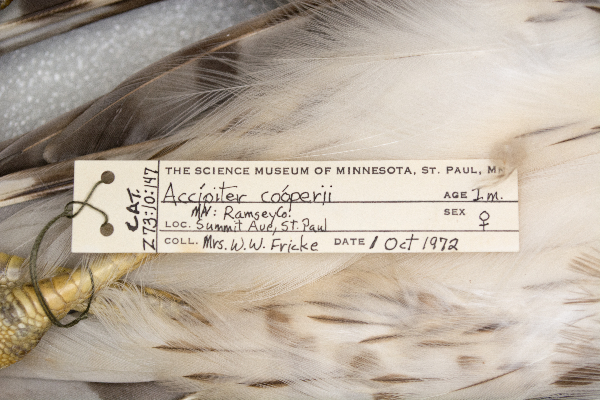 CAT. Z73:10:147
THE SCIENCE MUSEUM OF MINNESOTA, ST. PAUL, MN
Accipiter cooperii AGE Im.
MN: Ramsey Co. SEX ♀
LOC. Summit Ave, St. Paul
COLL. Mrs. W. W. Fricke DATE 1 Oct 1972